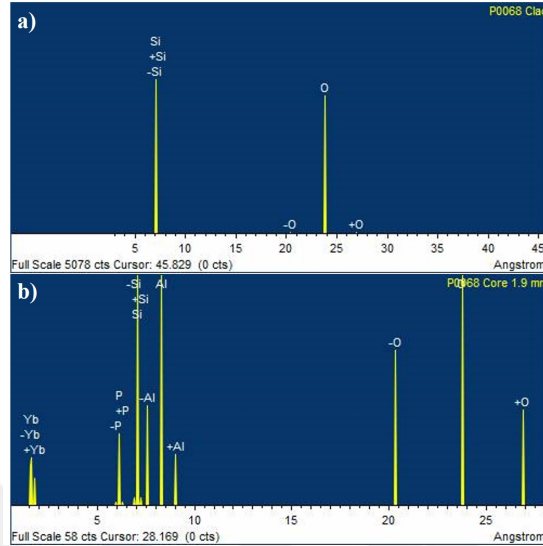 a)
P0068 Clad
Si
+Si
-Si
O
-O
+O
5 10 15 20 25 30 35 40 45
Full Scale 5078 cts Cursor: 45.829 (0 cts)
Angstrom
b)
P0068 Core 1.9 mm
-Si
+Si
Si
Al
O
-O
+O
P
+P
-P
-Al
+Al
Yb
-Yb
+Yb
5 10 15 20 25
Full Scale 58 cts Cursor: 28.169 (0 cts)
Angstrom